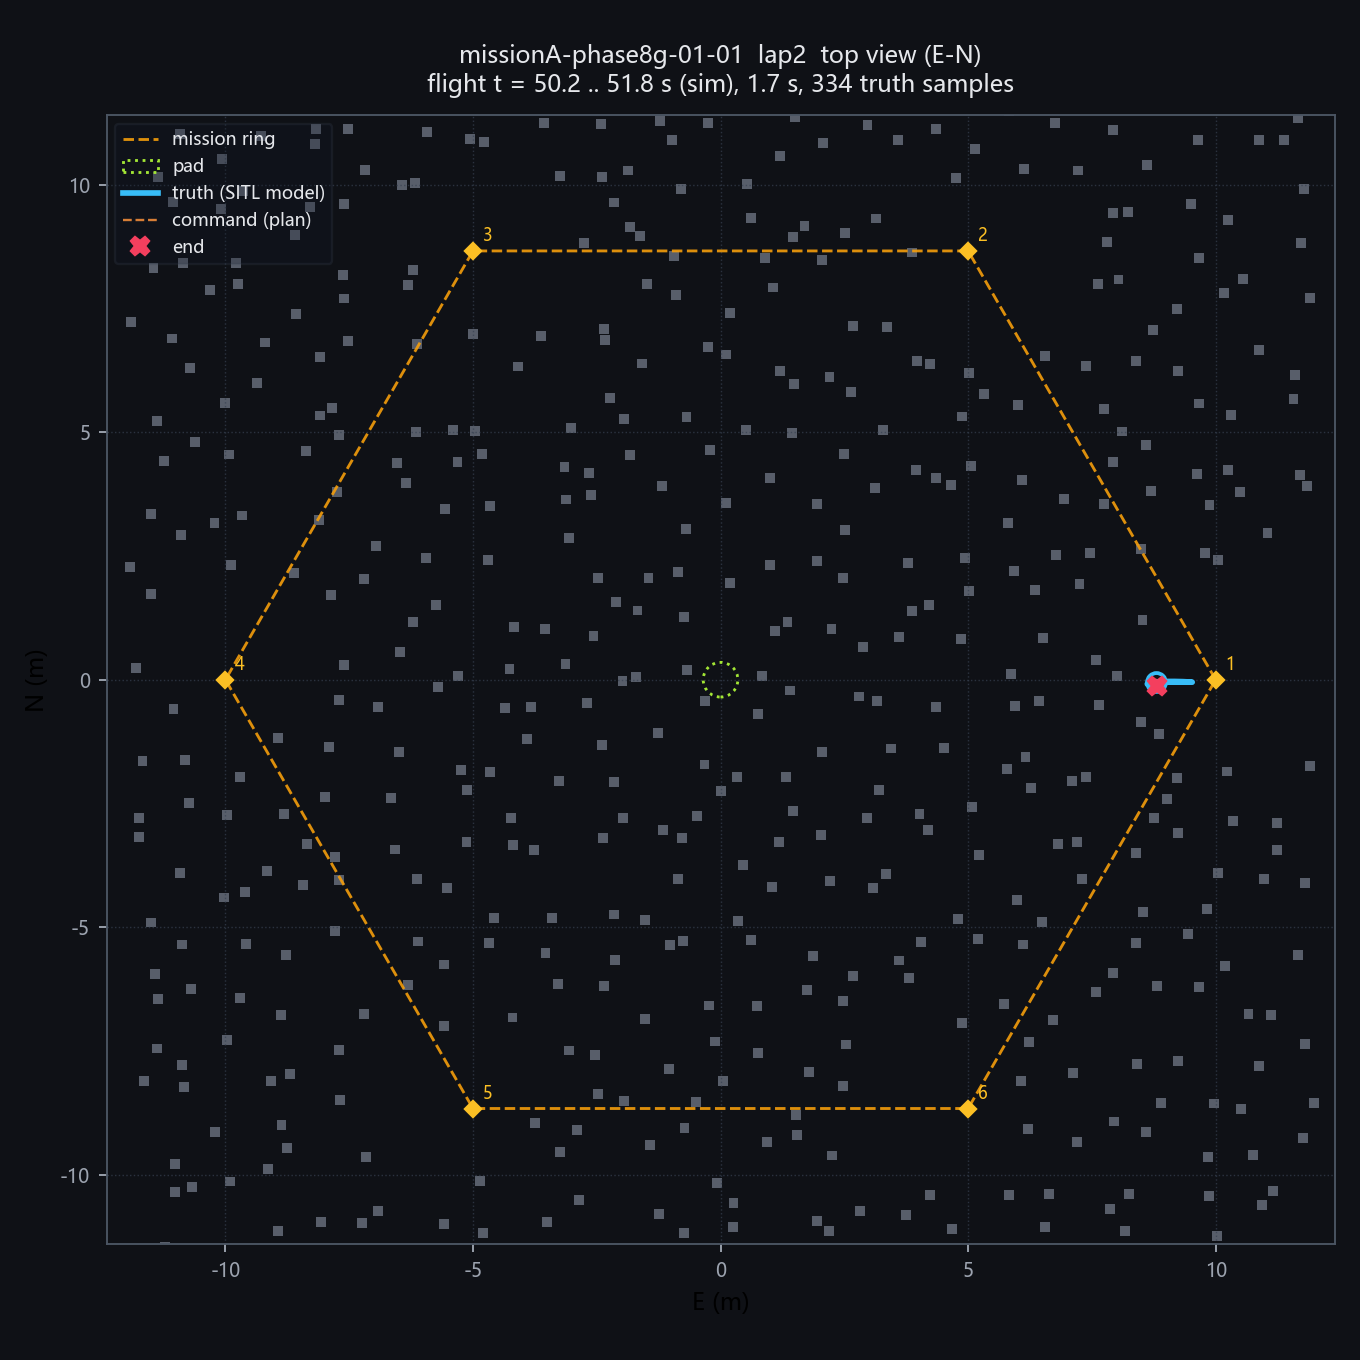 missionA-phase8g-01-01  lap2  top view (E-N)
flight t = 50.2 .. 51.8 s (sim), 1.7 s, 334 truth samples
mission ring
pad
truth (SITL model)
command (plan)
end
3
2
4
1
5
6
10
5
0
-5
-10
N (m)
-10
-5
0
5
10
E (m)